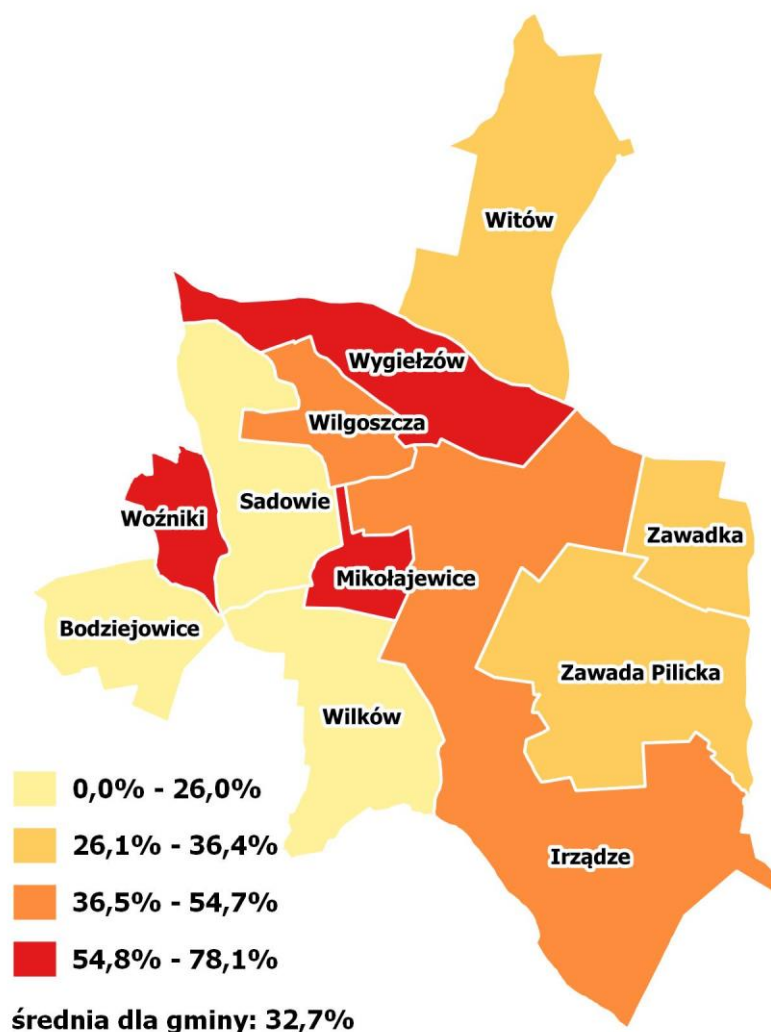 Witów
Wygiełzów
Wilgoszcza
Woźniki
Sadowie
Zawadka
Mikołajewice
Bodziejowice
Zawada Pilicka
Wilków
Irządze
0,0% - 26,0%
26,1% - 36,4%
36,5% - 54,7%
54,8% - 78,1%
średnia dla gminy: 32,7%